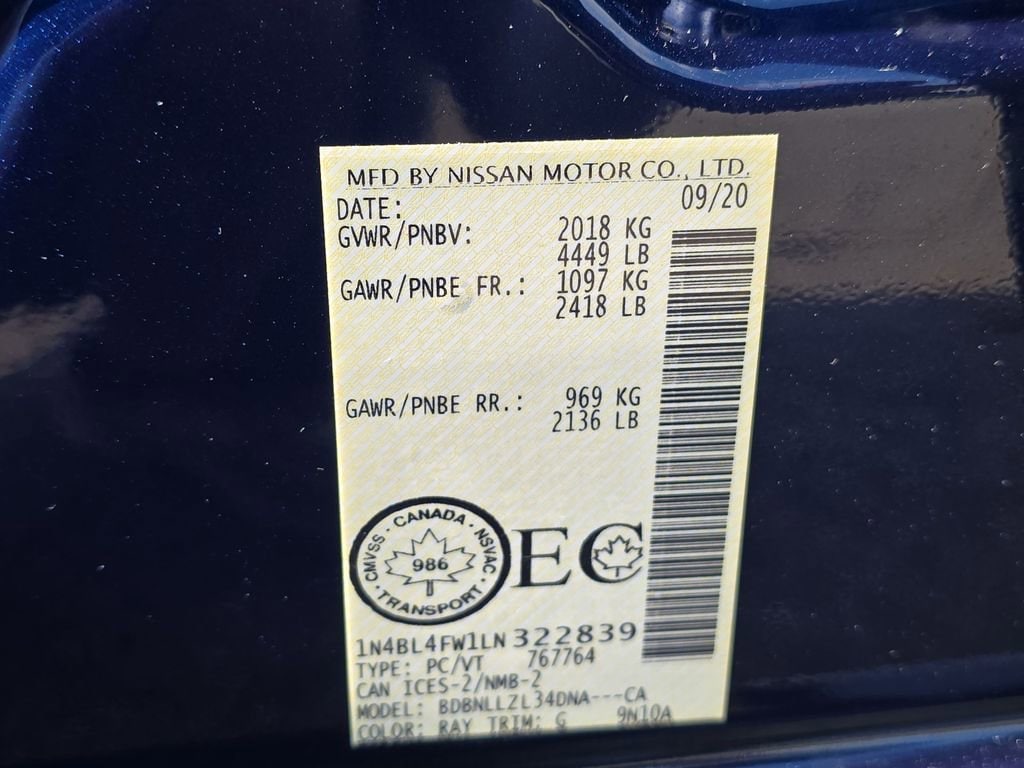 MFD BY NISSAN MOTOR CO., LTD.
DATE: 09/20
GVWR/PNBV: 2018 KG
4449 LB
GAWR/PNBE FR.: 1097 KG
2418 LB
GAWR/PNBE RR.: 969 KG
2136 LB
CANADA · NSVAC · TRANSPORT · CMVSS ·
986
EC
1N4BL4FW1LN322839
TYPE: PC/VT 767764
CAN ICES-2/NMB-2
MODEL: BDBNLLZL34DNA---CA
COLOR: RAY TRIM: G 9N10A